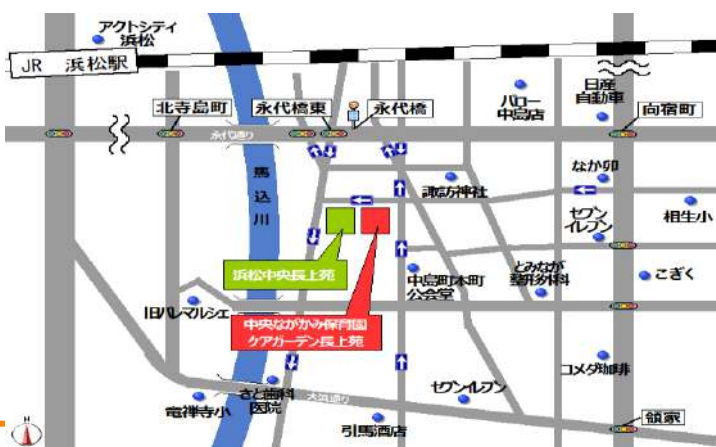 アクトシティ
浜松
JR 浜松駅
北寺島町
永代橋東
永代橋
バロー
中島店
日産
自動車
向宿町
永代通り
馬
込
川
諏訪神社
なか卯
セブン
イレブン
相生小
浜松中央長上苑
中島町本町
公会堂
とみなが
整形外科
こぎく
旧パレマルシェ
中央ながかみ保育園
ケアガーデン長上苑
コメダ珈琲
さと歯科
医院
竜禅寺小
セブンイレブン
引馬酒店
領家
N